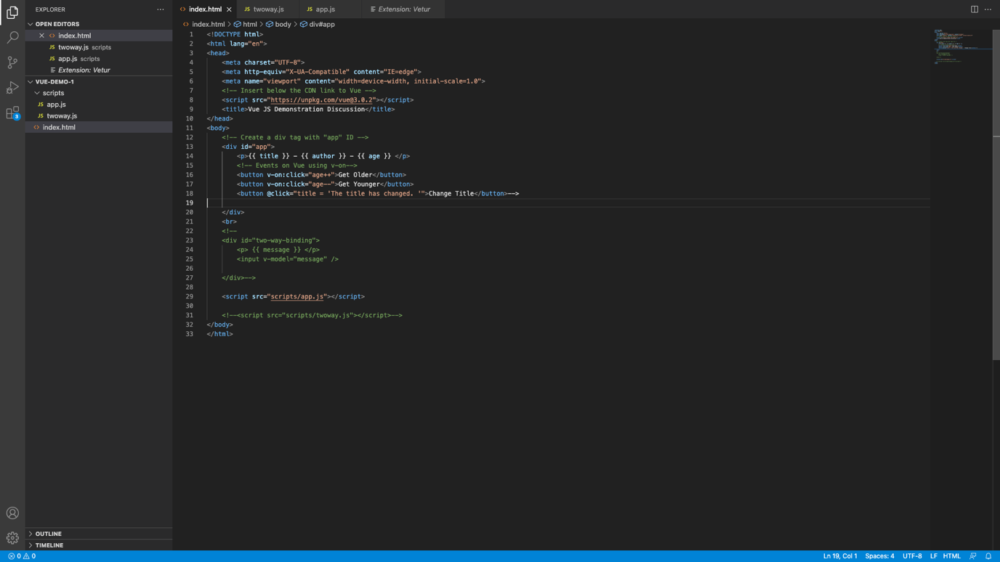 EXPLORER
OPEN EDITORS
index.html
JS twoway.js scripts
JS app.js scripts
Extension: Vetur
VUE-DEMO-1
scripts
JS app.js
JS twoway.js
index.html
OUTLINE
TIMELINE
3
index.html JS twoway.js JS app.js Extension: Vetur
index.html > html > body > div#app
1 <!DOCTYPE html>
2 <html lang="en">
3 <head>
4 <meta charset="UTF-8">
5 <meta http-equiv="X-UA-Compatible" content="IE=edge">
6 <meta name="viewport" content="width=device-width, initial-scale=1.0">
7 <!-- Insert below the CDN link to Vue -->
8 <script src="https://unpkg.com/vue@3.0.2"></script>
9 <title>Vue JS Demonstration Discussion</title>
10 </head>
11 <body>
12 <!-- Create a div tag with "app" ID -->
13 <div id="app">
14 <p>{{ title }} - {{ author }} - {{ age }} </p>
15 <!-- Events on Vue using v-on-->
16 <button v-on:click="age++">Get Older</button>
17 <button v-on:click="age--">Get Younger</button>
18 <button @click="title = 'The title has changed. '">Change Title</button>-->
19
20 </div>
21 <br>
22 <!--
23 <div id="two-way-binding">
24 <p> {{ message }} </p>
25 <input v-model="message" />
26
27 </div>-->
28
29 <script src="scripts/app.js"></script>
30
31 <!--<script src="scripts/twoway.js"></script>-->
32 </body>
33 </html>
0 0 Ln 19, Col 1 Spaces: 4 UTF-8 LF HTML